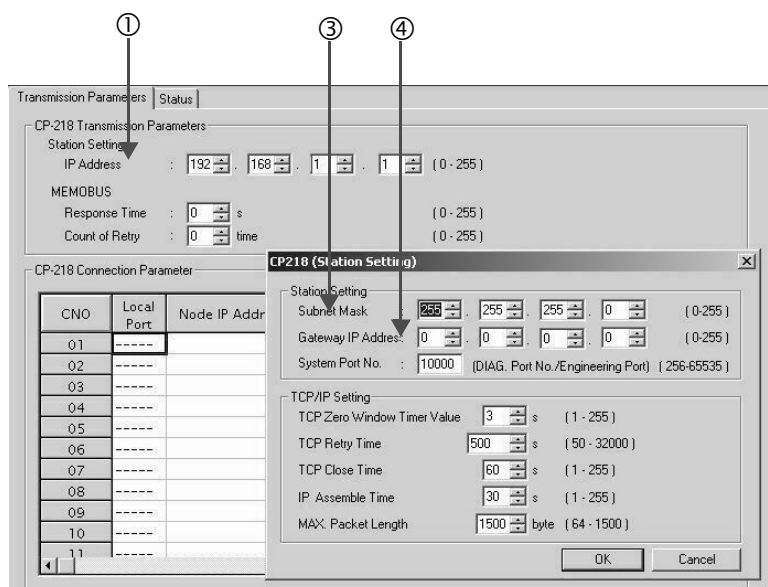 ① ③ ④
Transmission Parameters Status
CP-218 Transmission Parameters
Station Setting
IP Address : 192 . 168 . 1 . 1 ( 0 - 255 )
MEMOBUS
Response Time : 0 s ( 0 - 255 )
Count of Retry : 0 time ( 0 - 255 )
CP-218 Connection Parameter
CNO Local Port Node IP Addr
01 -----
02 -----
03 -----
04 -----
05 -----
06 -----
07 -----
08 -----
09 -----
10 -----
11 -----
CP218 (Station Setting)
Station Setting
Subnet Mask : 255 . 255 . 255 . 0 ( 0-255 )
Gateway IP Address : 0 . 0 . 0 . 0 ( 0-255 )
System Port No. : 10000 (DIAG. Port No./Engineering Port) ( 256-65535 )
TCP/IP Setting
TCP Zero Window Timer Value 3 s ( 1 - 255 )
TCP Retry Time 500 s ( 50 - 32000 )
TCP Close Time 60 s ( 1 - 255 )
IP Assemble Time 30 s ( 1 - 255 )
MAX. Packet Length 1500 byte ( 64 - 1500 )
OK Cancel